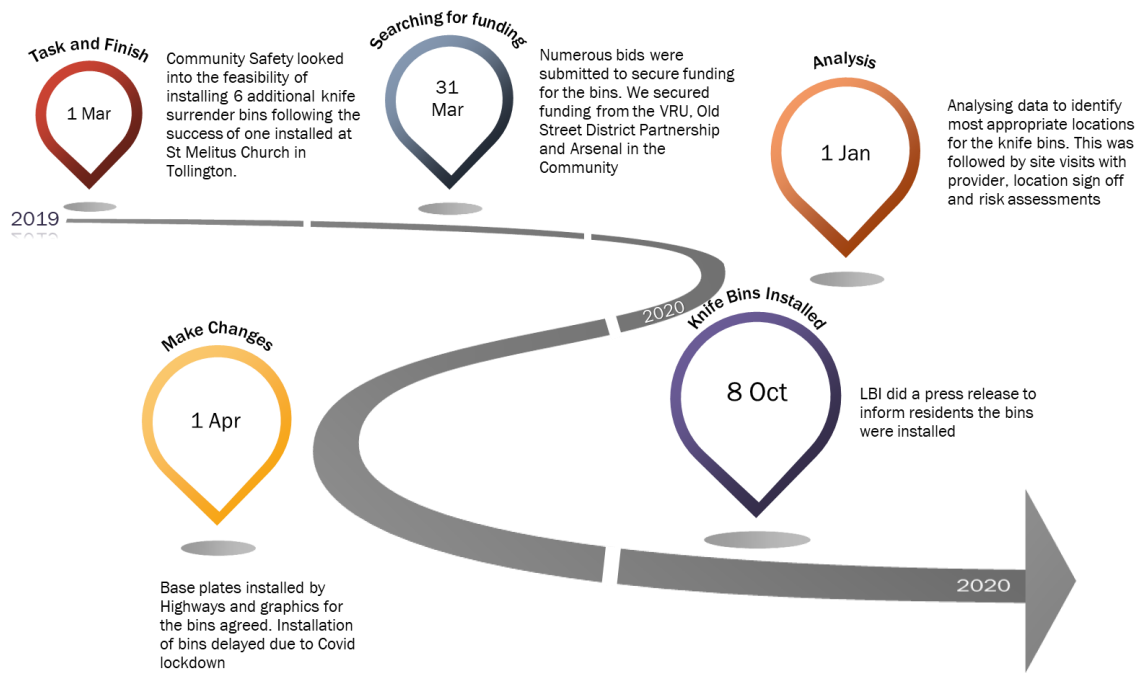 Task and Finish
1 Mar
Community Safety looked
into the feasibility of
installing 6 additional knife
surrender bins following the
success of one installed at
St Melitus Church in
Tollington.
Searching for funding
31
Mar
Numerous bids were
submitted to secure funding
for the bins. We secured
funding from the VRU, Old
Street District Partnership
and Arsenal in the
Community
Analysis
1 Jan
Analysing data to identify
most appropriate locations
for the knife bins. This was
followed by site visits with
provider, location sign off
and risk assessments
2019
2020
Make Changes
1 Apr
Base plates installed by
Highways and graphics for
the bins agreed. Installation
of bins delayed due to Covid
lockdown
Knife Bins Installed
8 Oct
LBI did a press release to
inform residents the bins
were installed
2020